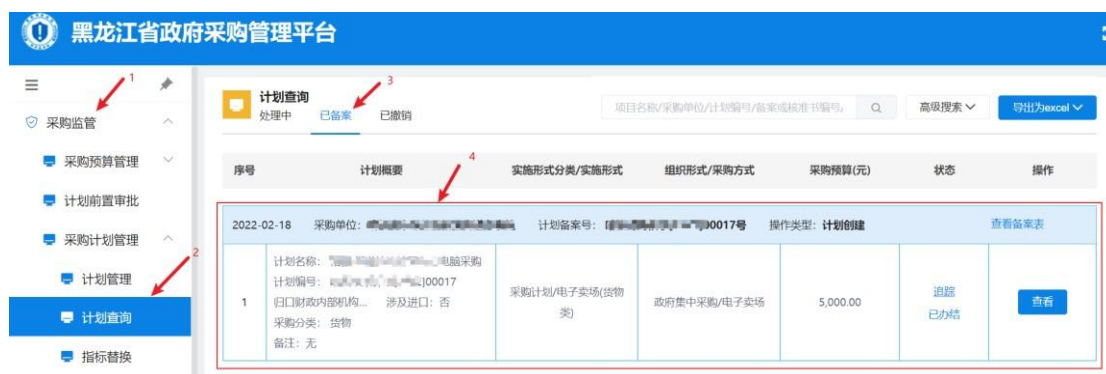 黑龙江省政府采购管理平台
1
3
计划查询
处理中 已备案 已撤销
项目名称/采购单位/计划编号/备案或核准书编号
高级搜索
导出为excel
采购监管
采购预算管理
计划前置审批
采购计划管理
2
计划管理
计划查询
指标替换
4
序号 计划概要 实施形式分类/实施形式 组织形式/采购方式 采购预算(元) 状态 操作
2022-02-18 采购单位: 计划备案号: 00017号 操作类型: 计划创建 查看备案表
计划名称: 电脑采购
计划编号: ]00017
归口财政内部机构... 涉及进口: 否
采购分类: 货物
备注: 无
1
采购计划/电子卖场(货物
类)
政府集中采购/电子卖场
5,000.00
追踪
已办结
查看